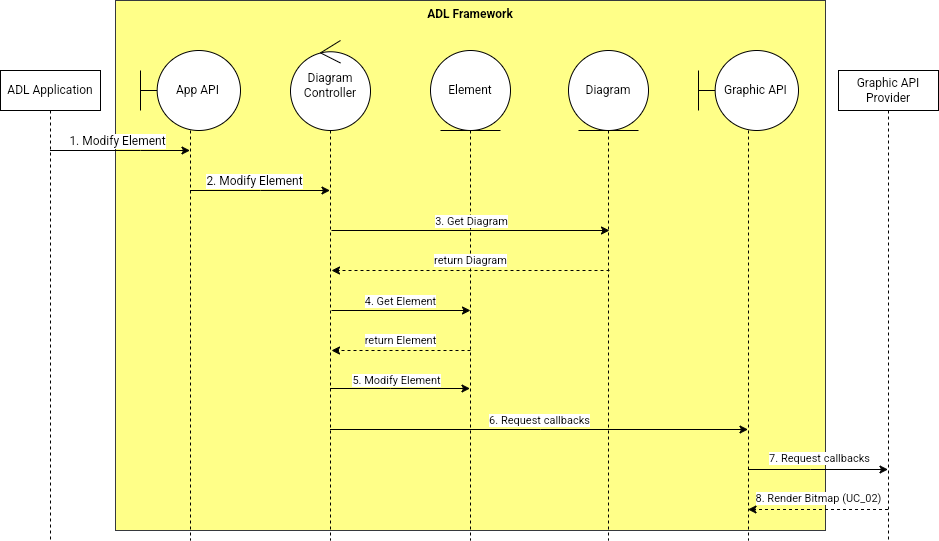 ADL Framework
ADL Application
App API
Diagram
Controller
Element
Diagram
Graphic API
Graphic API
Provider
1. Modify Element
2. Modify Element
3. Get Diagram
return Diagram
4. Get Element
return Element
5. Modify Element
6. Request callbacks
7. Request callbacks
8. Render Bitmap (UC_02)